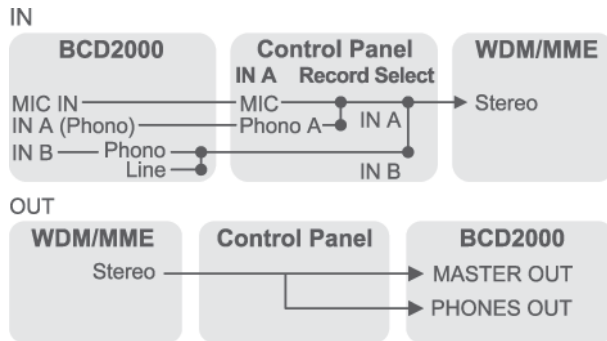 IN
BCD2000 Control Panel WDM/MME
IN A Record Select
MIC IN MIC Stereo
IN A (Phono) Phono A IN A
IN B Phono
Line IN B
OUT
WDM/MME Control Panel BCD2000
Stereo MASTER OUT
PHONES OUT